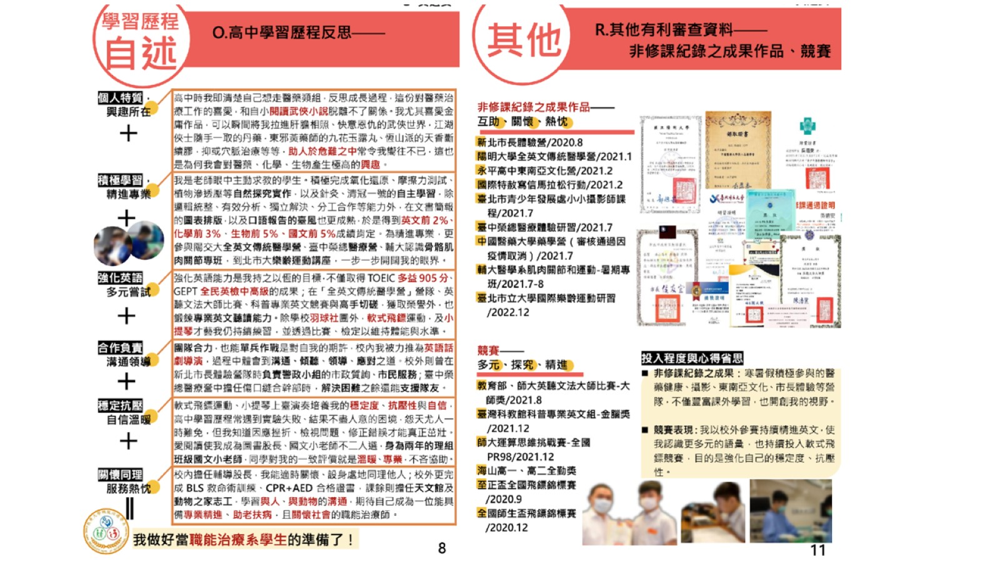 學習歷程
自述
O.高中學習歷程反思——
個人特質，
興趣所在
＋
積極學習，
精進專業
＋
強化英語
多元嘗試
＋
合作負責
溝通領導
＋
穩定抗壓
自信溫暖
＋
關懷同理
服務熱忱
高中時我即清楚自己想走醫藥類組，反思成長過程，這份對醫藥治
療工作的喜愛，和自小閱讀武俠小說脫離不了關係。我尤其喜愛金
庸作品，可以瞬間將我拉進肝膽相照、快意恩仇的武俠世界，江湖
俠士隨手一取的丹藥，東邪黃藥師的九花玉露丸、恆山派的天香斷
續膠，抑或穴脈治療等等，助人於危難之中常令我嚮往不已，這也
是為何我會對醫藥、化學、生物產生極高的興趣。
我是老師眼中主動求教的學生。積極完成氧化還原、摩擦力測試、
植物滲透壓等自然探究實作，以及針灸、清冠一號的自主學習，除
邏輯統整、有效分析、獨立解決、分工合作等能力外，在文書簡報
的圖表排版，以及口語報告的臺風也更成熟，於是得到英文前 2%、
化學前 3%、生物前 5%、國文前 5%成績肯定。為精進專業，更
參與陽交大全英文傳統醫學營、臺中榮總醫療營、輔大認識骨骼肌
肉關節專班，到北市大樂齡運動講座，一步一步開闊我的眼界。
強化英語能力是我持之以恆的目標，不僅取得 TOEIC 多益 905 分、
GEPT 全民英檢中高級的成果；在「全英文傳統醫學營」營隊、英
聽文法大師比賽、科普專業英文競賽與高手切磋，獲取榮譽外，也
鍛鍊專業英文聽讀能力。除學校羽球社團外，軟式飛鏢運動，及小
提琴才藝我仍持續練習，並透過比賽、檢定以維持體能與水準。
團隊合力，也能單兵作戰是對自我的期許，校內我被力推為英語話
劇導演，過程中體會到溝通、傾聽、領導、應對之道。校外則曾在
新北市長體驗營隊時負責警政小組的市政質詢、市民服務；臺中榮
總醫療營中擔任傷口縫合幹部時，解決困難之餘還能支援隊友。
軟式飛鏢運動、小提琴上臺演奏培養我的穩定度、抗壓性與自信，
高中學習歷程常遇到實驗失敗、結果不盡人意的困境，怨天尤人一
時難免，但我知道因應挫折、檢視問題、修正錯誤才能真正茁壯。
愛閱讀使我成為圖書股長、國文小老師不二人選，身為兩年的理組
班級國文小老師，同學對我的一致評價就是溫暖、專業，不吝協助。
校內擔任輔導股長，我能適時關懷、設身處地同理他人；校外更完
成 BLS 救命術訓練、CPR+AED 合格證書，課餘則擔任天文館及
動物之家志工，學習與人、與動物的溝通，期待自己成為一位能具
備專業精進、助老扶病，且關懷社會的職能治療師。
我做好當職能治療系學生的準備了！
8
其他
R.其他有利審查資料——
非修課紀錄之成果作品、競賽
非修課紀錄之成果作品——
互助、關懷、熱忱
新北市長體驗營/2020.8
陽明大學全英文傳統醫學營/2021.1
永平高中東南亞文化營/2021.2
國際特赦寫信馬拉松行動/2021.2
臺北市青少年發展處小小攝影師課
程/2021.7
臺中榮總醫療體驗研習/2021.7
中國醫藥大學藥學營（審核通過因
疫情取消）/2021.7
輔大醫學系肌肉關節和運動-暑期專
班/2021.7-8
臺北市立大學國際樂齡運動研習
/2022.12
競賽——
多元、探究、精進
教育部、師大英聽文法大師比賽-大
師獎/2021.8
臺灣科教館科普專業英文組-金腦獎
/2021.12
師大運算思維挑戰賽-全國
PR98/2021.12
海山高一、高二全勤獎
至正盃全國飛鏢錦標賽
/2020.9
全國師生盃飛鏢錦標賽
/2020.12
投入程度與心得省思
■ 非修課紀錄之成果：寒暑假積極參與的醫
藥健康、攝影、東南亞文化、市長體驗等營
隊，不僅豐富課外學習，也開創我的視野。
■ 競賽表現：我以校外參賽持續精進英文，使
我認識更多元的語彙，也持續投入軟式飛
鏢競賽，目的是強化自己的穩定度、抗壓
性。
11